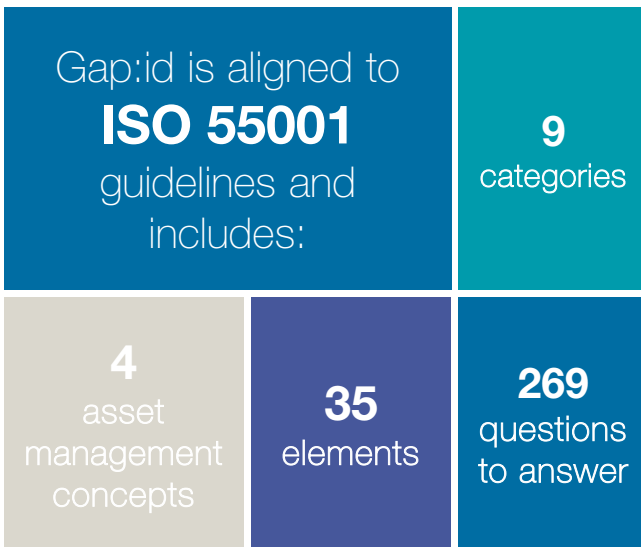 Gap:id is aligned to
ISO 55001
guidelines and
includes:
9
categories
4
asset
management
concepts
35
elements
269
questions
to answer